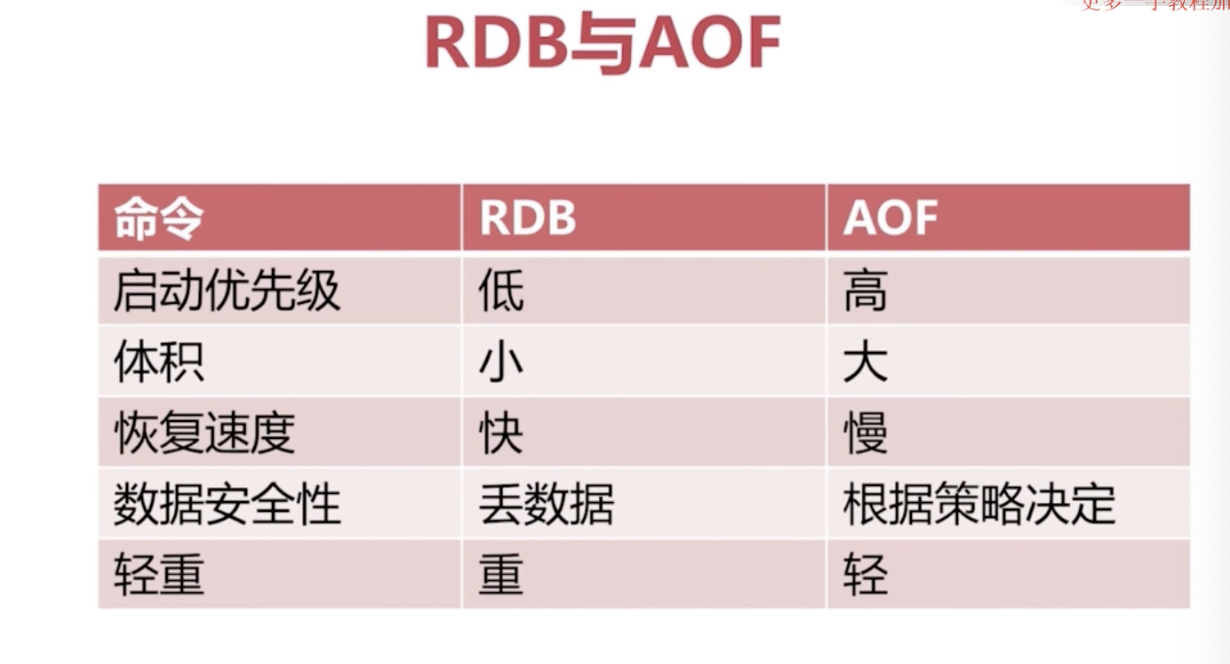 更多一手教程加
RDB与AOF
命令 RDB AOF
启动优先级 低 高
体积 小 大
恢复速度 快 慢
数据安全性 丢数据 根据策略决定
轻重 重 轻